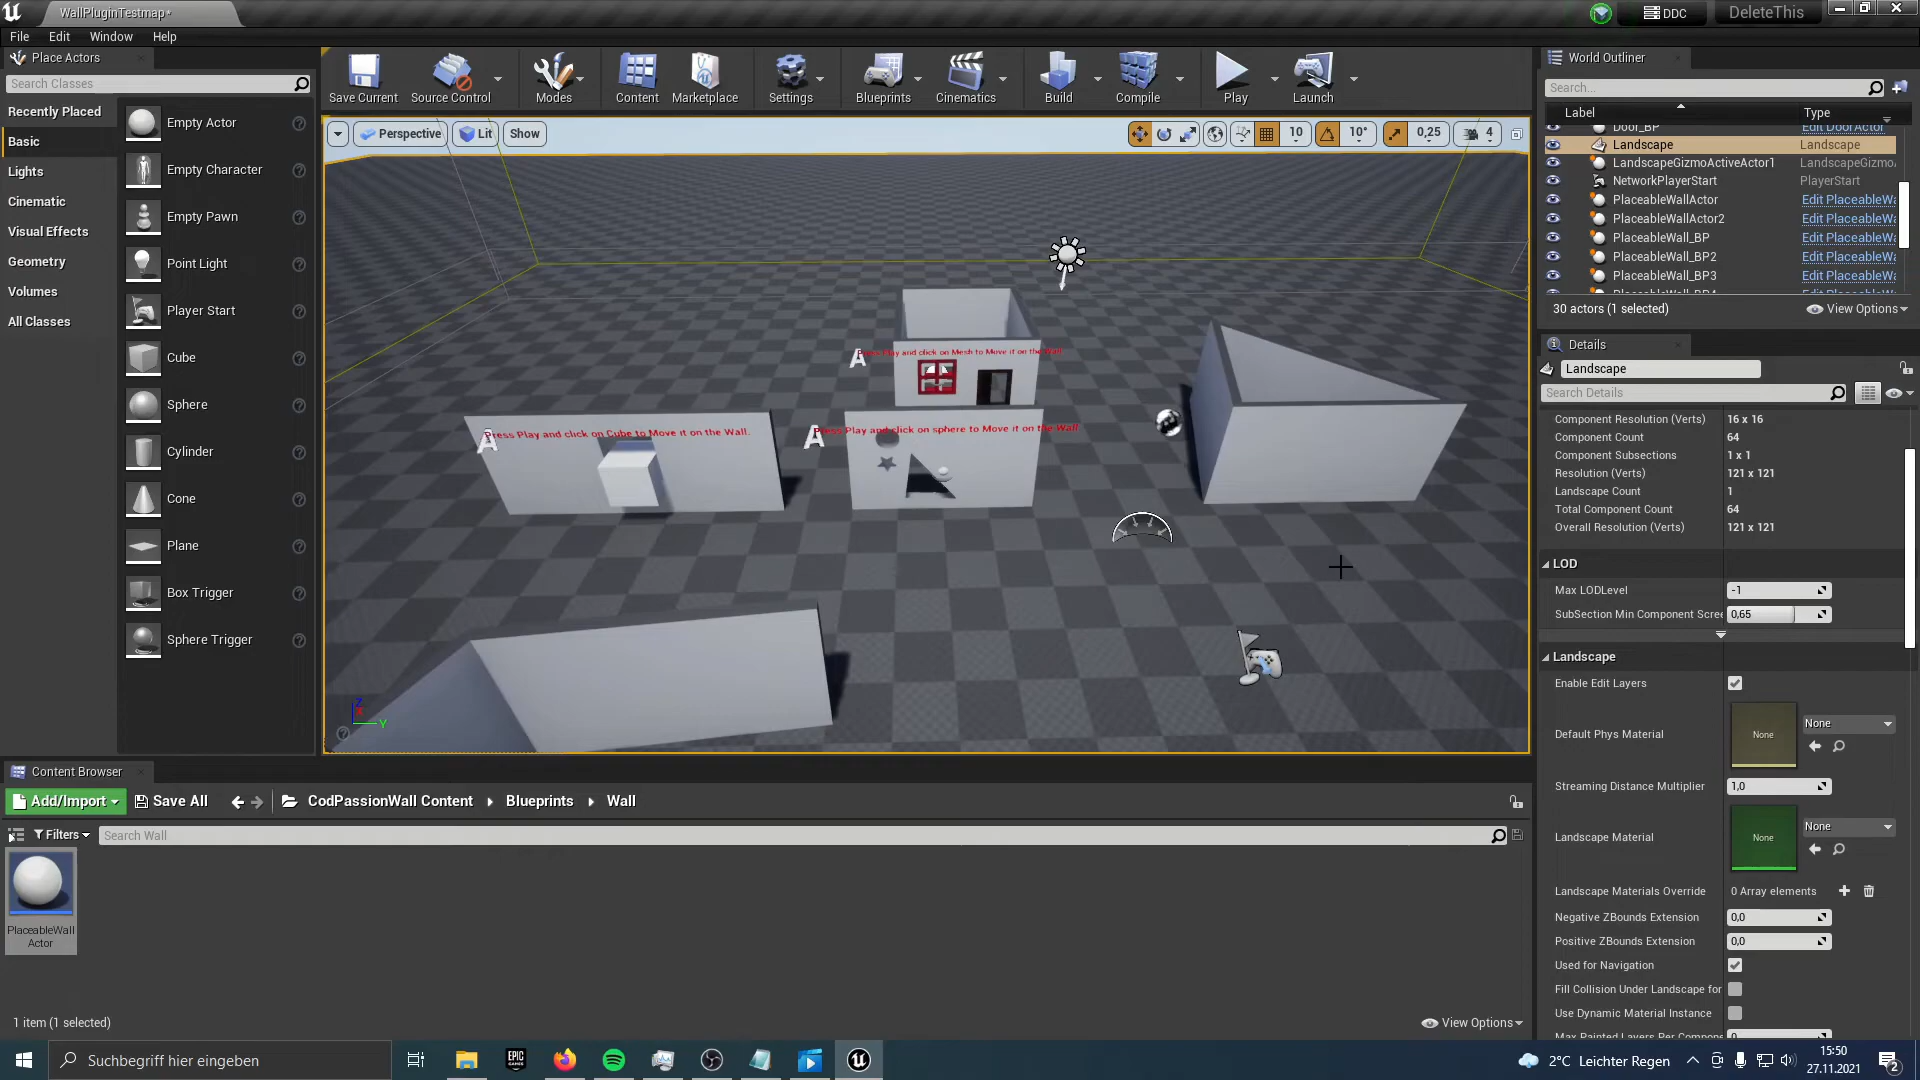 WallPluginTestmap*
DDC
DeleteThis
File
Edit
Window
Help
Place Actors
Search Classes
Recently Placed
Basic
Lights
Cinematic
Visual Effects
Geometry
Volumes
All Classes
Empty Actor
Empty Character
Empty Pawn
Point Light
Player Start
Cube
Sphere
Cylinder
Cone
Plane
Box Trigger
Sphere Trigger
Save Current
Source Control
Modes
Content
Marketplace
Settings
Blueprints
Cinematics
Build
Compile
Play
Launch
Perspective
Lit
Show
10
10°
0,25
4
Press Play and click on Mesh to Move it on the Wall
Press Play and click on Cube to Move it on the Wall.
Press Play and click on sphere to Move it on the Wall.
Z
X
Y
World Outliner
Search...
Label
Type
Door_BP
Edit DoorActor
Landscape
Landscape
LandscapeGizmoActiveActor1
LandscapeGizmo
NetworkPlayerStart
PlayerStart
PlaceableWallActor
Edit PlaceableWa
PlaceableWallActor2
Edit PlaceableWa
PlaceableWall_BP
Edit PlaceableWa
PlaceableWall_BP2
Edit PlaceableWa
PlaceableWall_BP3
Edit PlaceableWa
30 actors (1 selected)
View Options
Details
Landscape
Search Details
Component Resolution (Verts)
16 x 16
Component Count
64
Component Subsections
1 x 1
Resolution (Verts)
121 x 121
Landscape Count
1
Total Component Count
64
Overall Resolution (Verts)
121 x 121
LOD
Max LODLevel
-1
SubSection Min Component Scree
0,65
Landscape
Enable Edit Layers
Default Phys Material
None
None
Streaming Distance Multiplier
1,0
Landscape Material
None
None
Landscape Materials Override
0 Array elements
Negative ZBounds Extension
0,0
Positive ZBounds Extension
0,0
Used for Navigation
Fill Collision Under Landscape for
Use Dynamic Material Instance
Max Painted Layers Per Compone
Content Browser
Add/Import
Save All
CodPassionWall Content
Blueprints
Wall
Filters
Search Wall
PlaceableWall
Actor
1 item (1 selected)
View Options
Suchbegriff hier eingeben
EPIC
GAMES
2°C Leichter Regen
15:50
27.11.2021
2